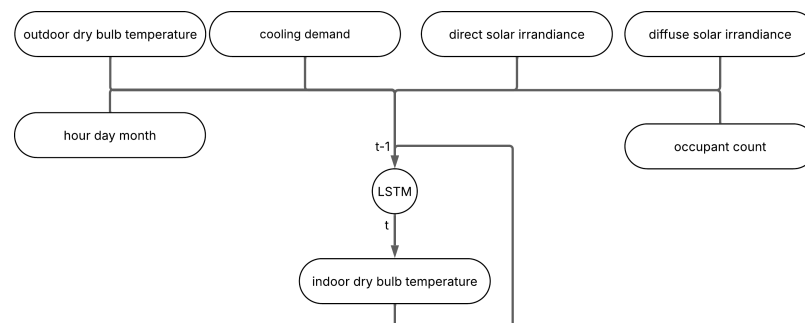 outdoor dry bulb temperature
cooling demand
direct solar irrandiance
diffuse solar irrandiance
hour day month
occupant count
t-1
LSTM
t
indoor dry bulb temperature